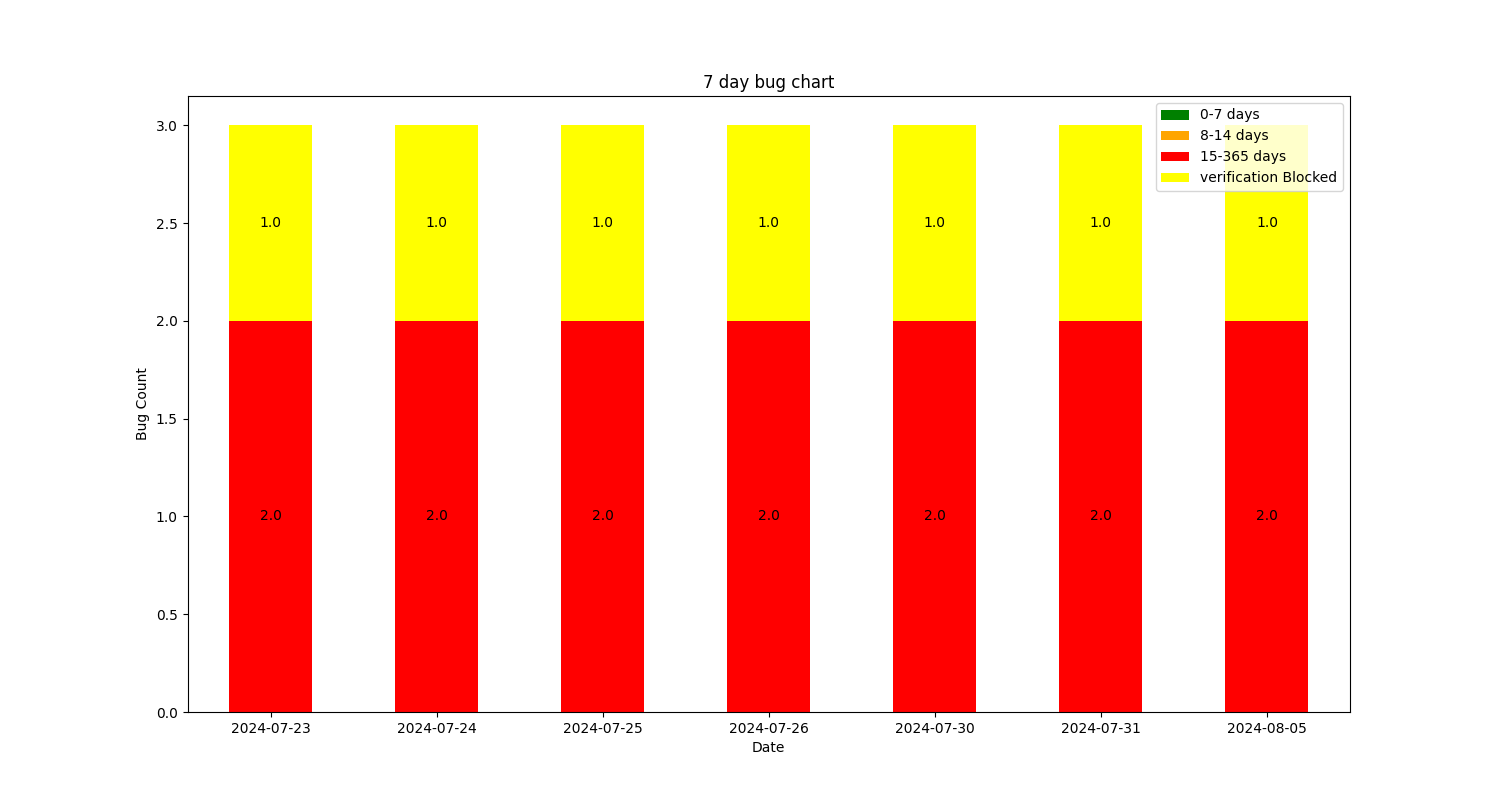 7 day bug chart
0-7 days
8-14 days
15-365 days
verification Blocked
Bug Count
3.0
2.5
2.0
1.5
1.0
0.5
0.0
1.0 1.0 1.0 1.0 1.0 1.0 1.0
2.0 2.0 2.0 2.0 2.0 2.0 2.0
2024-07-23 2024-07-24 2024-07-25 2024-07-26 2024-07-30 2024-07-31 2024-08-05
Date